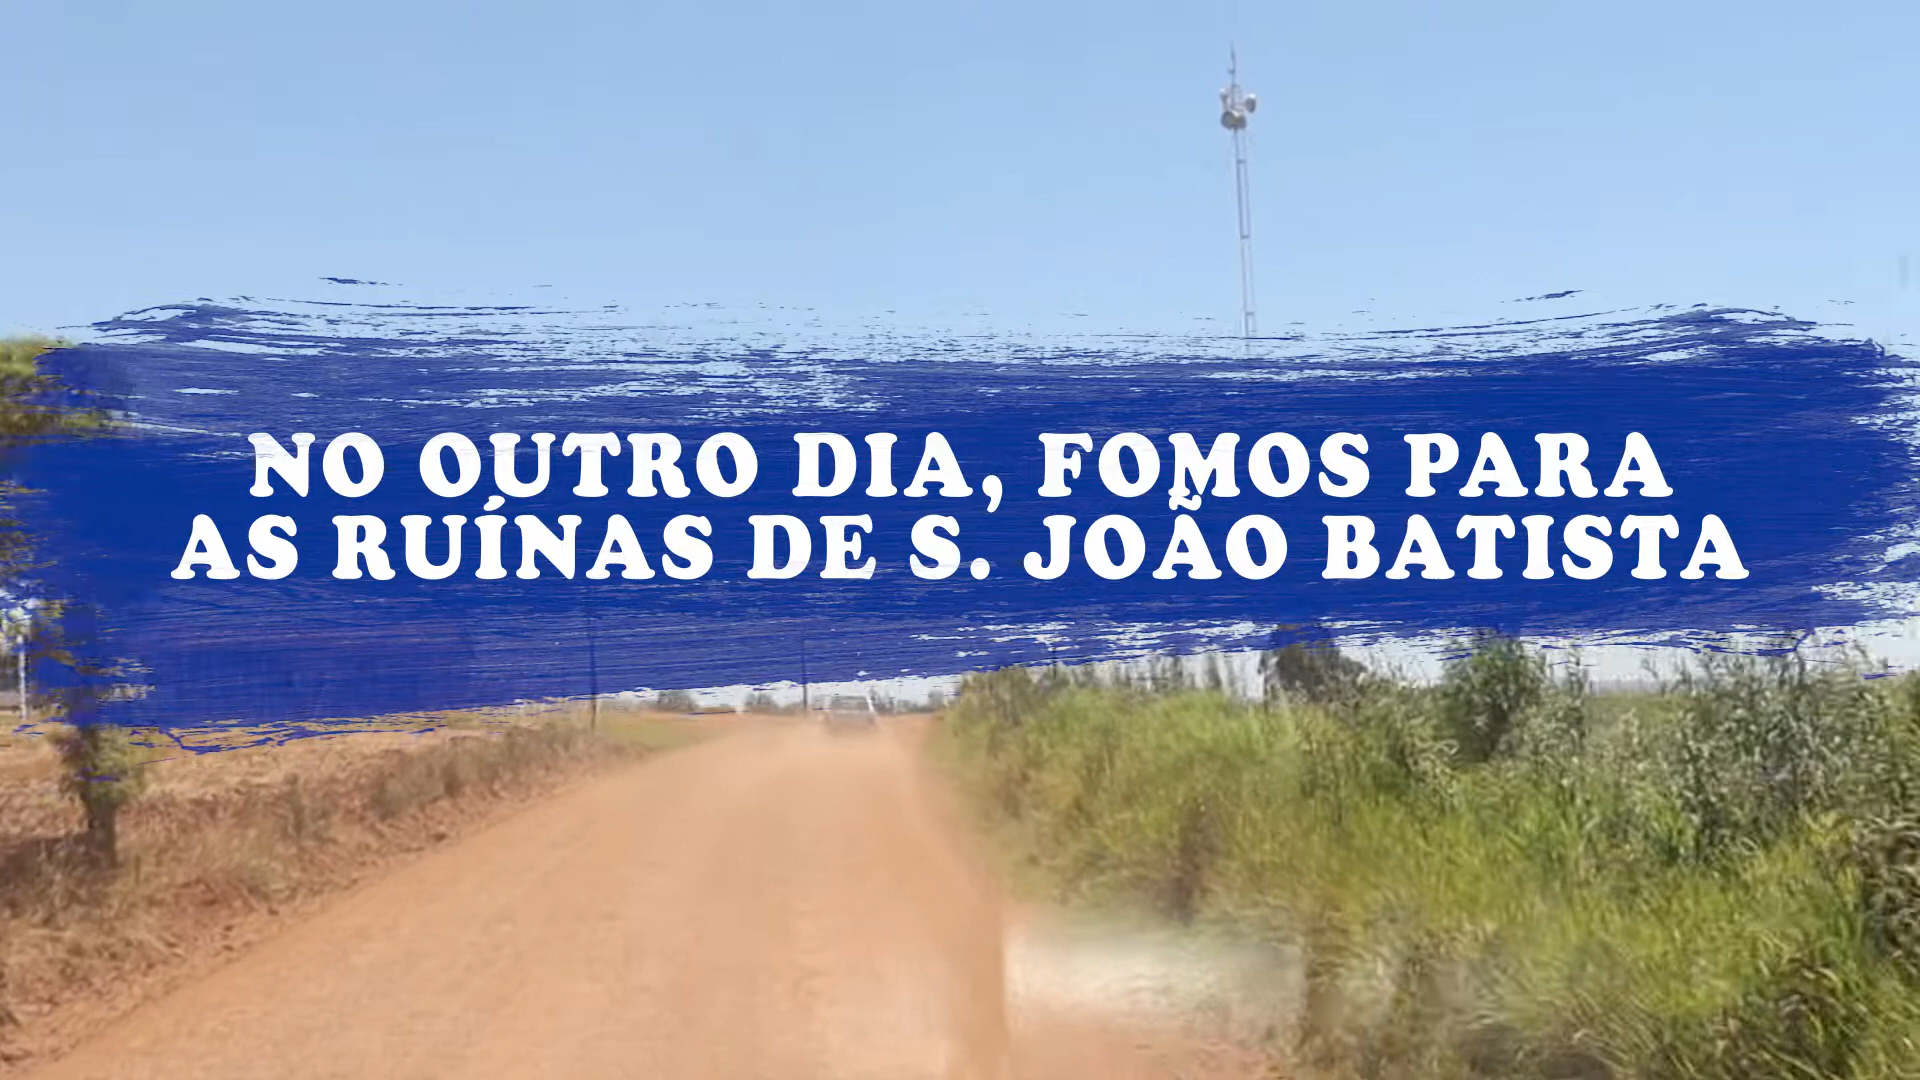 NO OUTRO DIA, FOMOS PARA
AS RUÍNAS DE S. JOÃO BATISTA